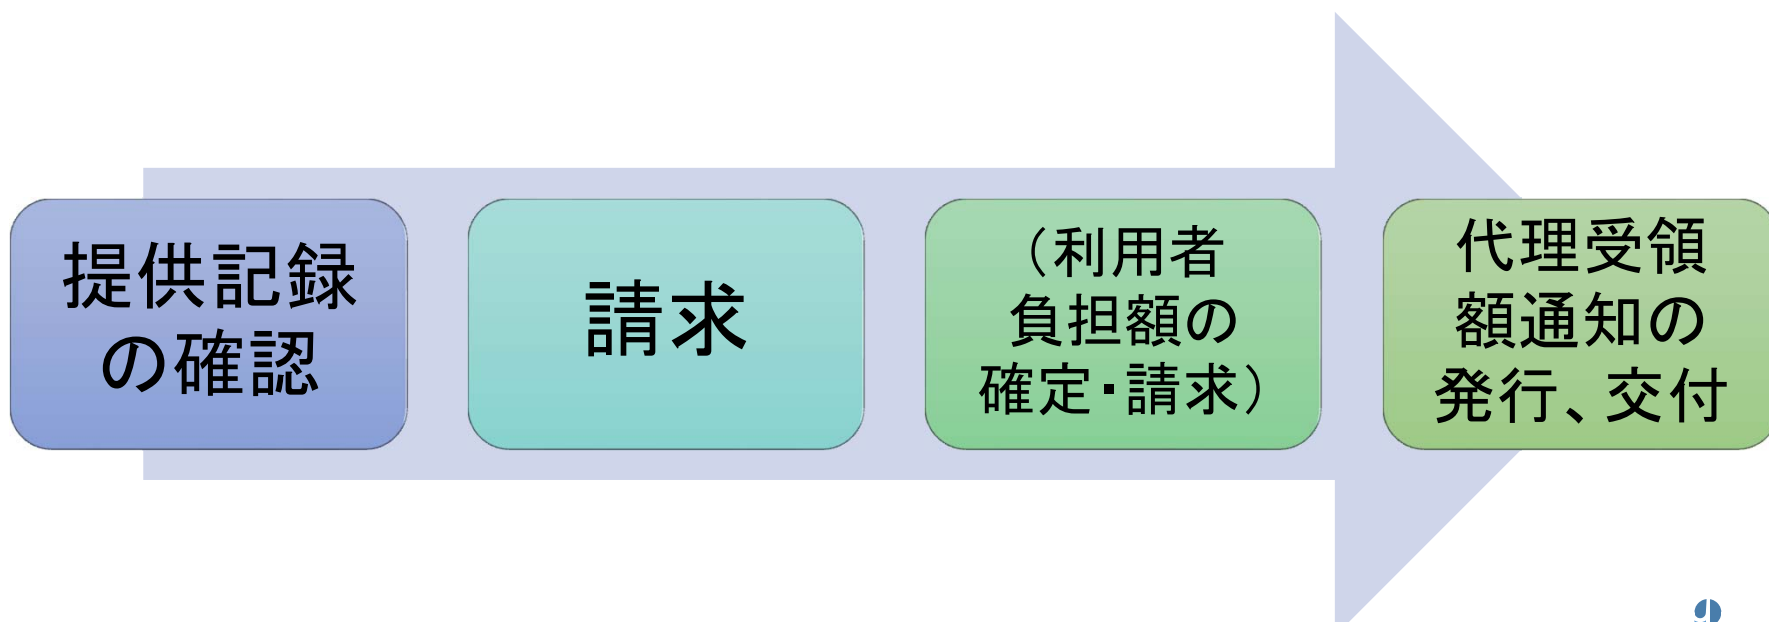 提供記録
の確認
請求
（利用者
負担額の
確定・請求）
代理受領
額通知の
発行、交付